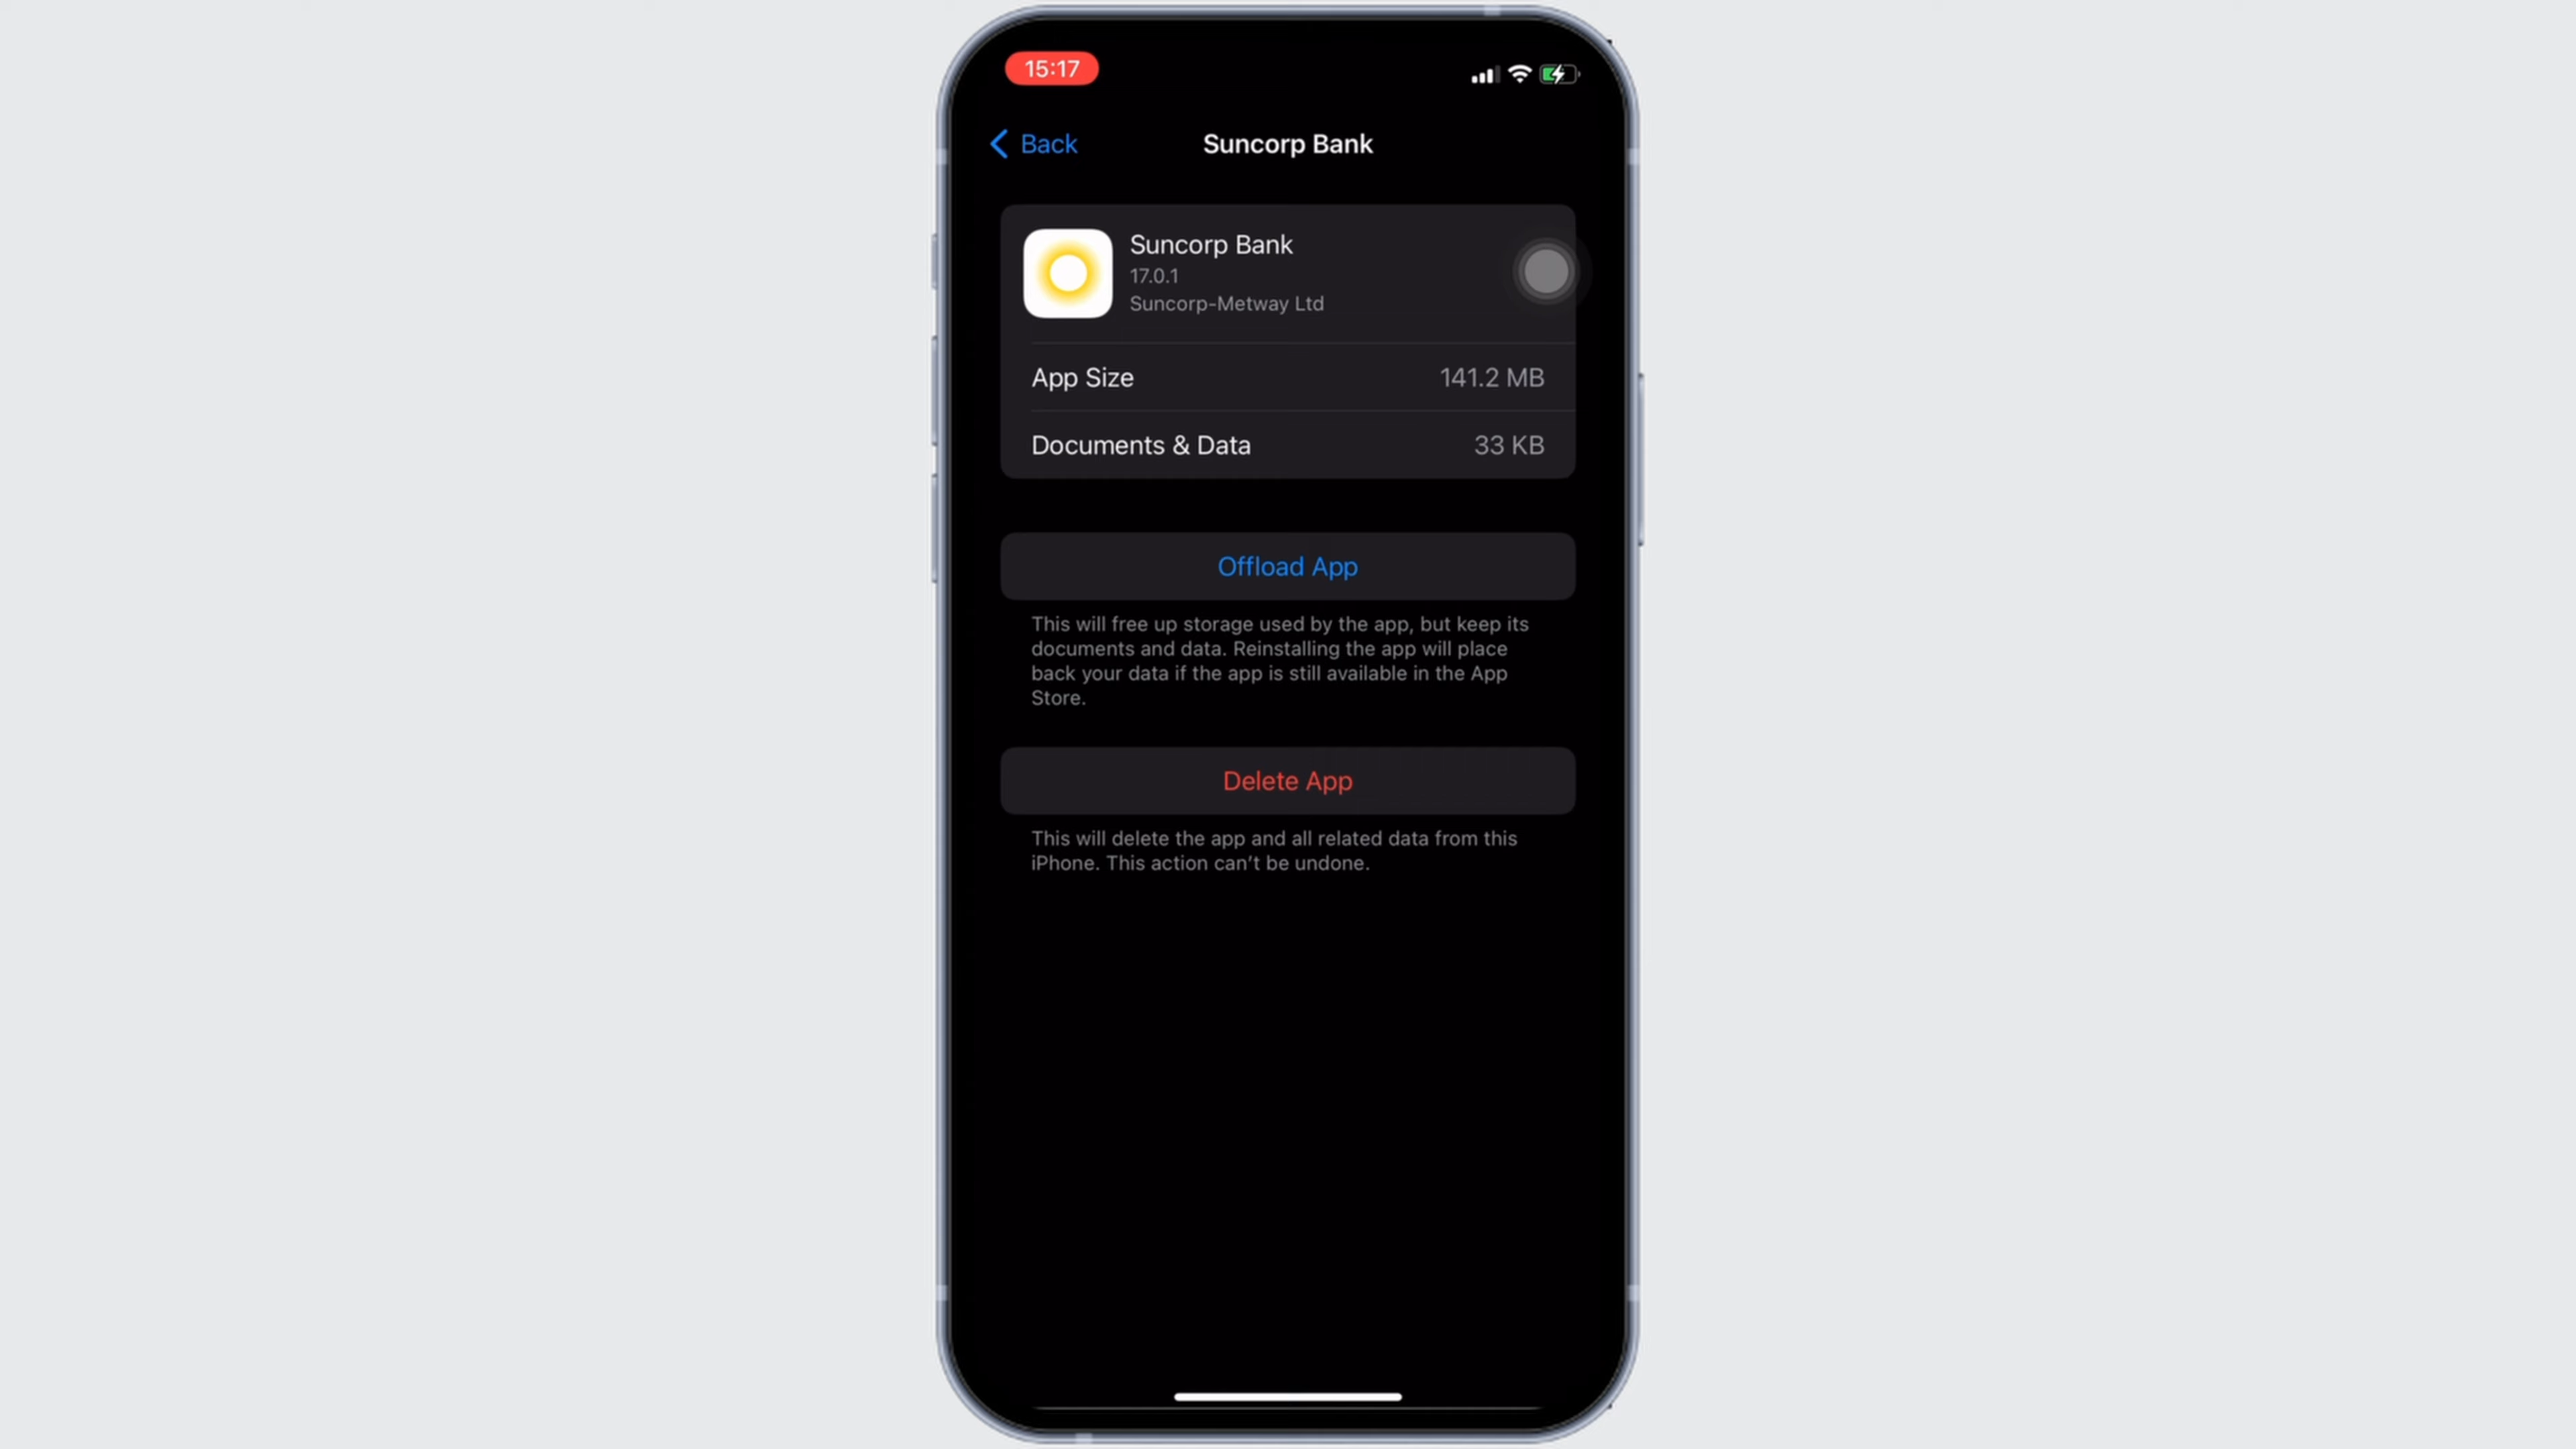 15:17
Back
Suncorp Bank
Suncorp Bank
17.0.1
Suncorp-Metway Ltd
App Size 141.2 MB
Documents & Data 33 KB
Offload App
This will free up storage used by the app, but keep its
documents and data. Reinstalling the app will place
back your data if the app is still available in the App
Store.
Delete App
This will delete the app and all related data from this
iPhone. This action can't be undone.